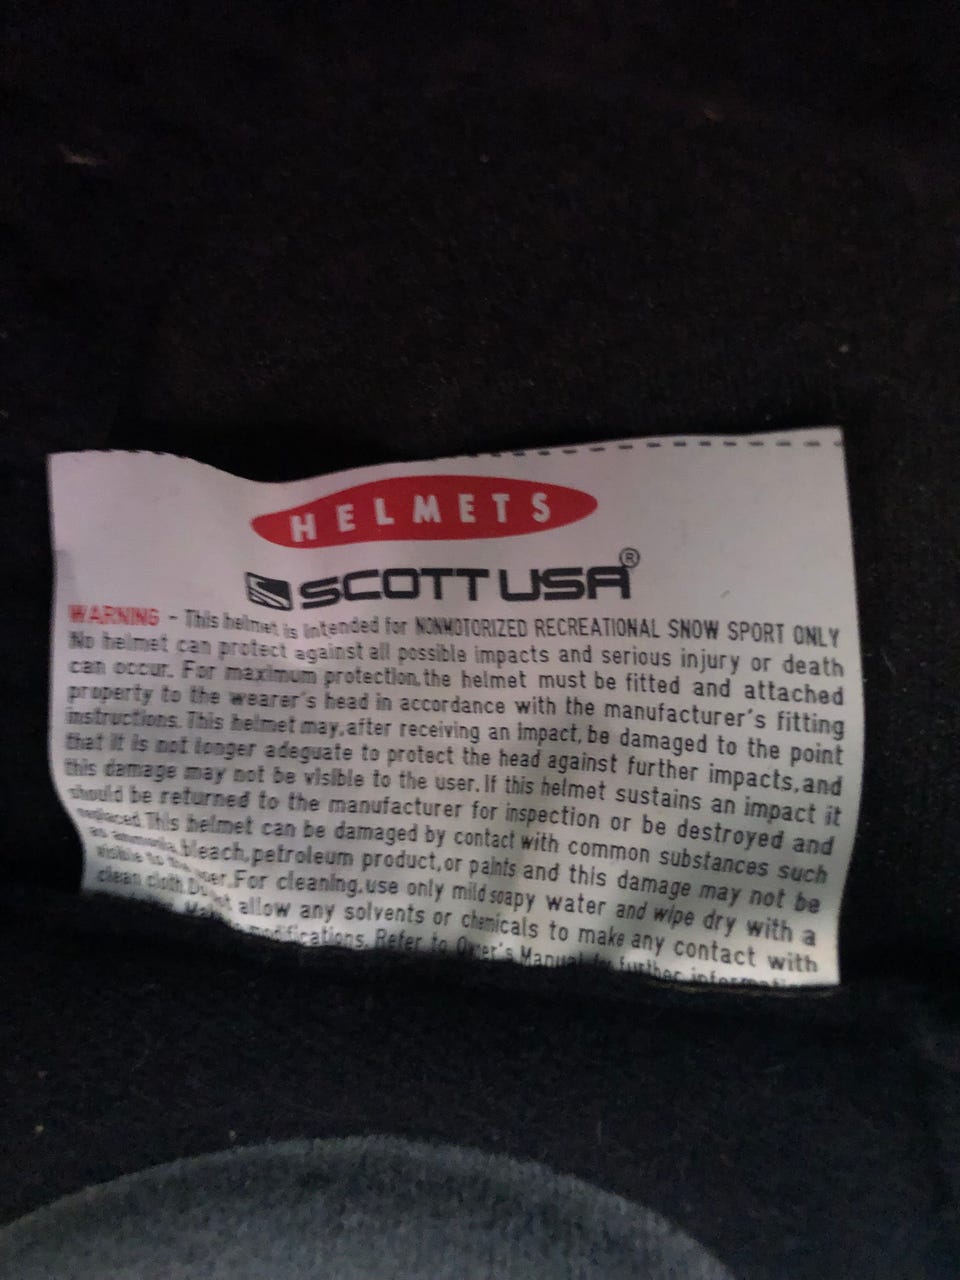 HELMETS
SCOTT USA®
WARNING - This helmet is intended for NONMOTORIZED RECREATIONAL SNOW SPORT ONLY
No helmet can protect against all possible impacts and serious injury or death
can occur. For maximum protection, the helmet must be fitted and attached
property to the wearer's head in accordance with the manufacturer's fitting
instructions. This helmet may, after receiving an impact, be damaged to the point
that it is not longer adeguate to protect the head against further impacts, and
this damage may not be visible to the user. If this helmet sustains an impact it
should be returned to the manufacturer for inspection or be destroyed and
replaced. This helmet can be damaged by contact with common substances such
as ammonia, bleach, petroleum product, or paints and this damage may not be
visible to the user. For cleaning, use only mild soapy water and wipe dry with a
clean cloth. Do not allow any solvents or chemicals to make any contact with
modifications. Refer to Owner's Manual for further